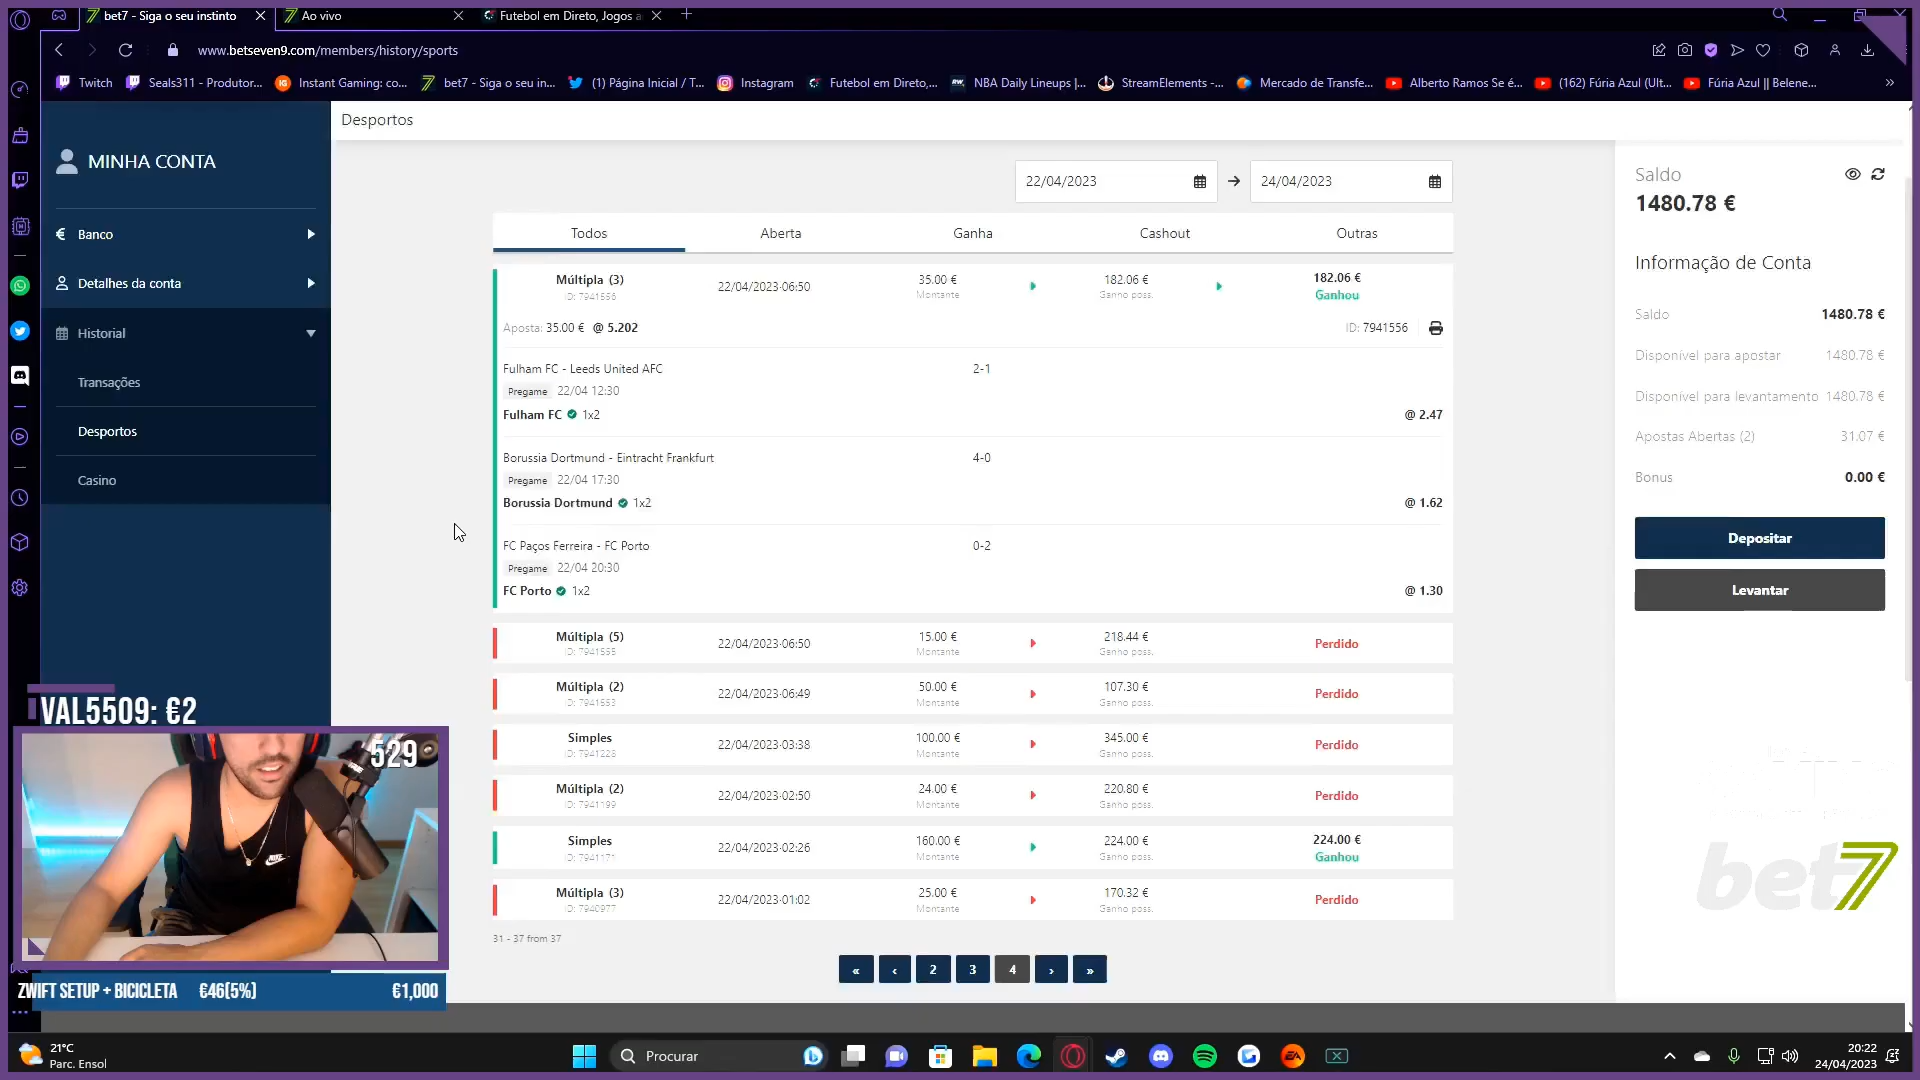 bet7 - Siga o seu instinto
Ao vivo
Futebol em Direto, Jogos a
www.betseven9.com/members/history/sports
Twitch
Seals311 - Produtor...
Instant Gaming: co...
bet7 - Siga o seu in...
(1) Página Inicial / T...
Instagram
Futebol em Direto,...
NBA Daily Lineups |...
StreamElements -...
Mercado de Transfe...
Alberto Ramos Se é...
(162) Fúria Azul (Ult...
Fúria Azul || Belene...
MINHA CONTA
Banco
Detalhes da conta
Historial
Transações
Desportos
Casino
Desportos
22/04/2023
24/04/2023
Todos
Aberta
Ganha
Cashout
Outras
Múltipla (3) 22/04/2023-06:50 35.00 € 182.06 € 182.06 €
ID: 7941556 Montante Ganho poss. Ganhou
Aposta: 35.00 € @ 5.202 ID: 7941556
Fulham FC - Leeds United AFC 2-1
Pregame 22/04 12:30
Fulham FC 1x2 @ 2.47
Borussia Dortmund - Eintracht Frankfurt 4-0
Pregame 22/04 17:30
Borussia Dortmund 1x2 @ 1.62
FC Paços Ferreira - FC Porto 0-2
Pregame 22/04 20:30
FC Porto 1x2 @ 1.30
Múltipla (5) 22/04/2023-06:50 15.00 € 218.44 € Perdido
ID: 7941555 Montante Ganho poss.
Múltipla (2) 22/04/2023-06:49 50.00 € 107.30 € Perdido
ID: 7941553 Montante Ganho poss.
Simples 22/04/2023-03:38 100.00 € 345.00 € Perdido
ID: 7941228 Montante Ganho poss.
Múltipla (2) 22/04/2023-02:50 24.00 € 220.80 € Perdido
ID: 7941199 Montante Ganho poss.
Simples 22/04/2023-02:26 160.00 € 224.00 € 224.00 €
ID: 7941171 Montante Ganho poss. Ganhou
Múltipla (3) 22/04/2023-01:02 25.00 € 170.32 € Perdido
ID: 7940977 Montante Ganho poss.
31 - 37 from 37
« ‹ 2 3 4 › »
Saldo
1480.78 €
Informação de Conta
Saldo 1480.78 €
Disponível para apostar 1480.78 €
Disponível para levantamento 1480.78 €
Apostas Abertas (2) 31.07 €
Bonus 0.00 €
Depositar
Levantar
bet7
VAL5509: €2
529
ZWIFT SETUP + BICICLETA €46(5%) €1,000
21°C
Parc. Ensol
Procurar
20:22
24/04/2023